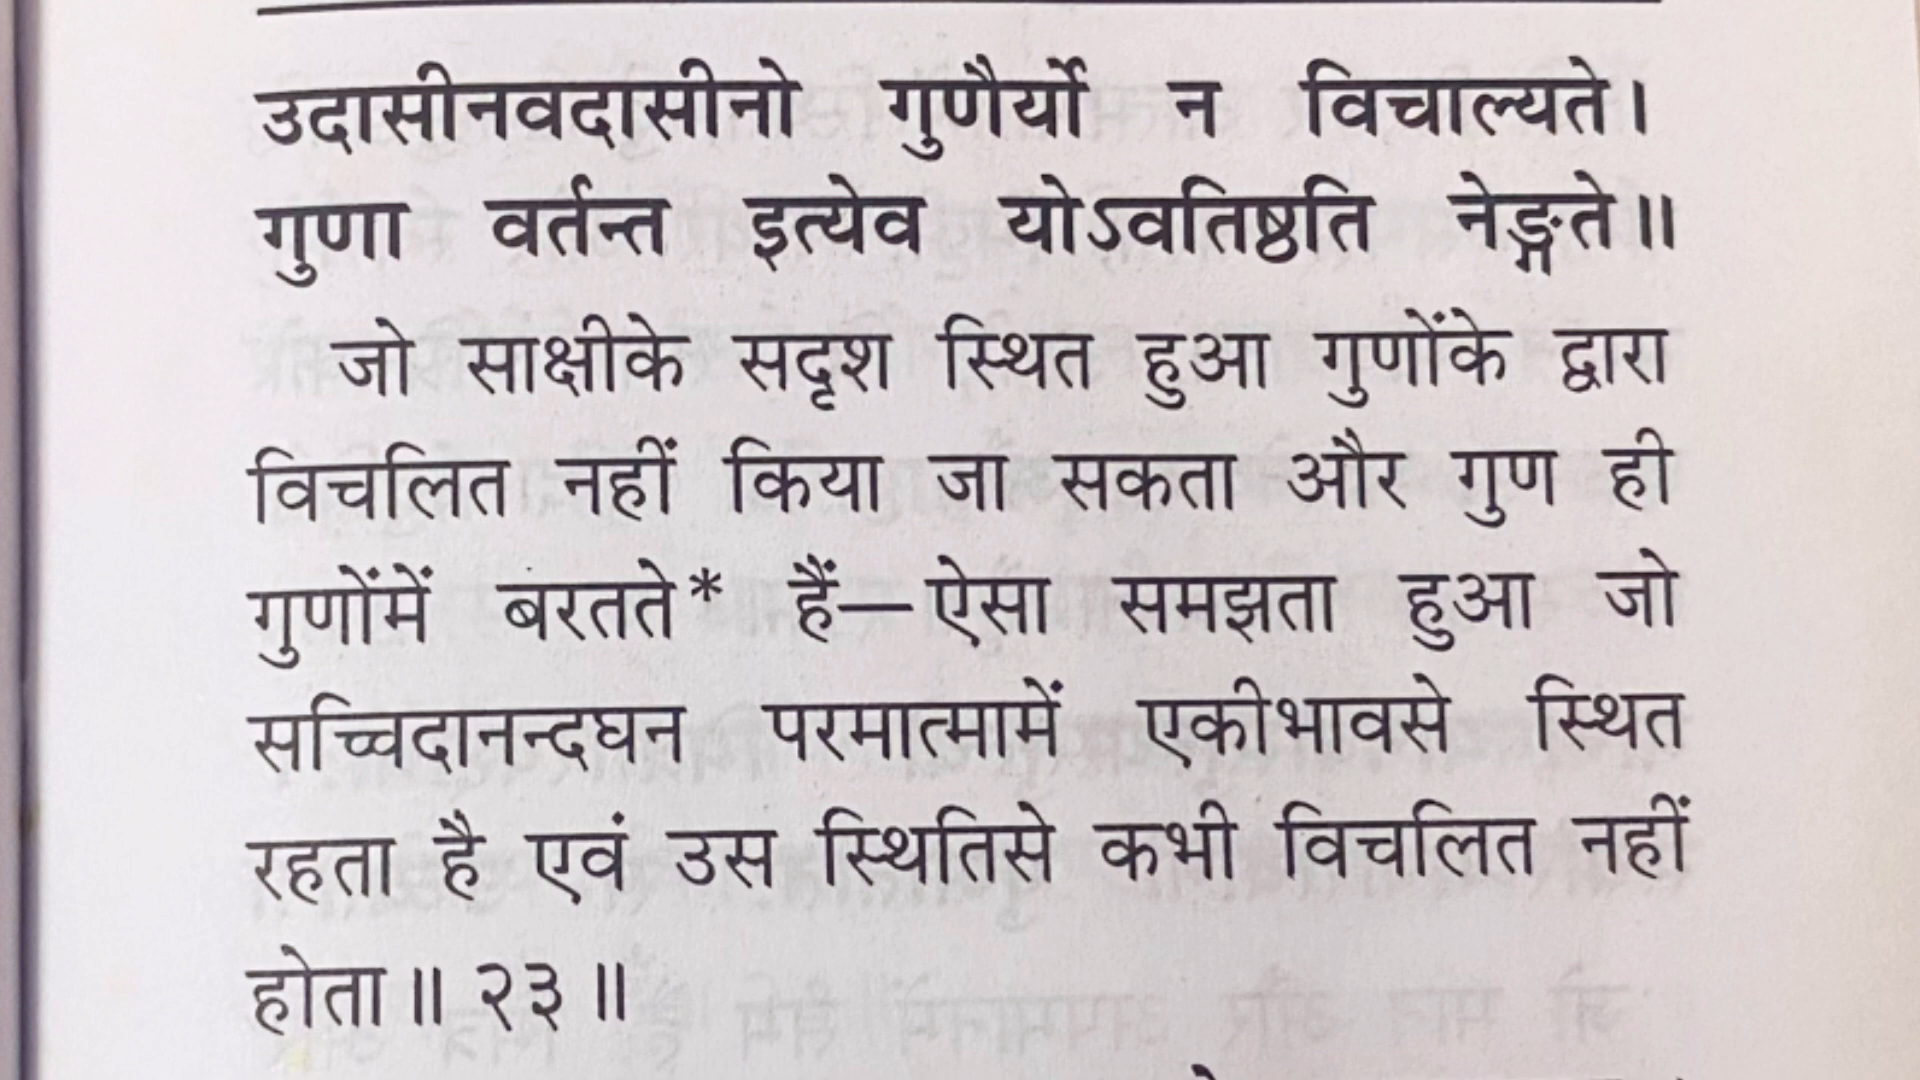 उदासीनवदासीनो गुणैर्यो न विचाल्यते।
गुणा वर्तन्त इत्येव योऽवतिष्ठति नेङ्गते॥
जो साक्षीके सदृश स्थित हुआ गुणोंके द्वारा
विचलित नहीं किया जा सकता और गुण ही
गुणोंमें बरतते* हैं—ऐसा समझता हुआ जो
सच्चिदानन्दघन परमात्मामें एकीभावसे स्थित
रहता है एवं उस स्थितिसे कभी विचलित नहीं
होता॥ २३॥